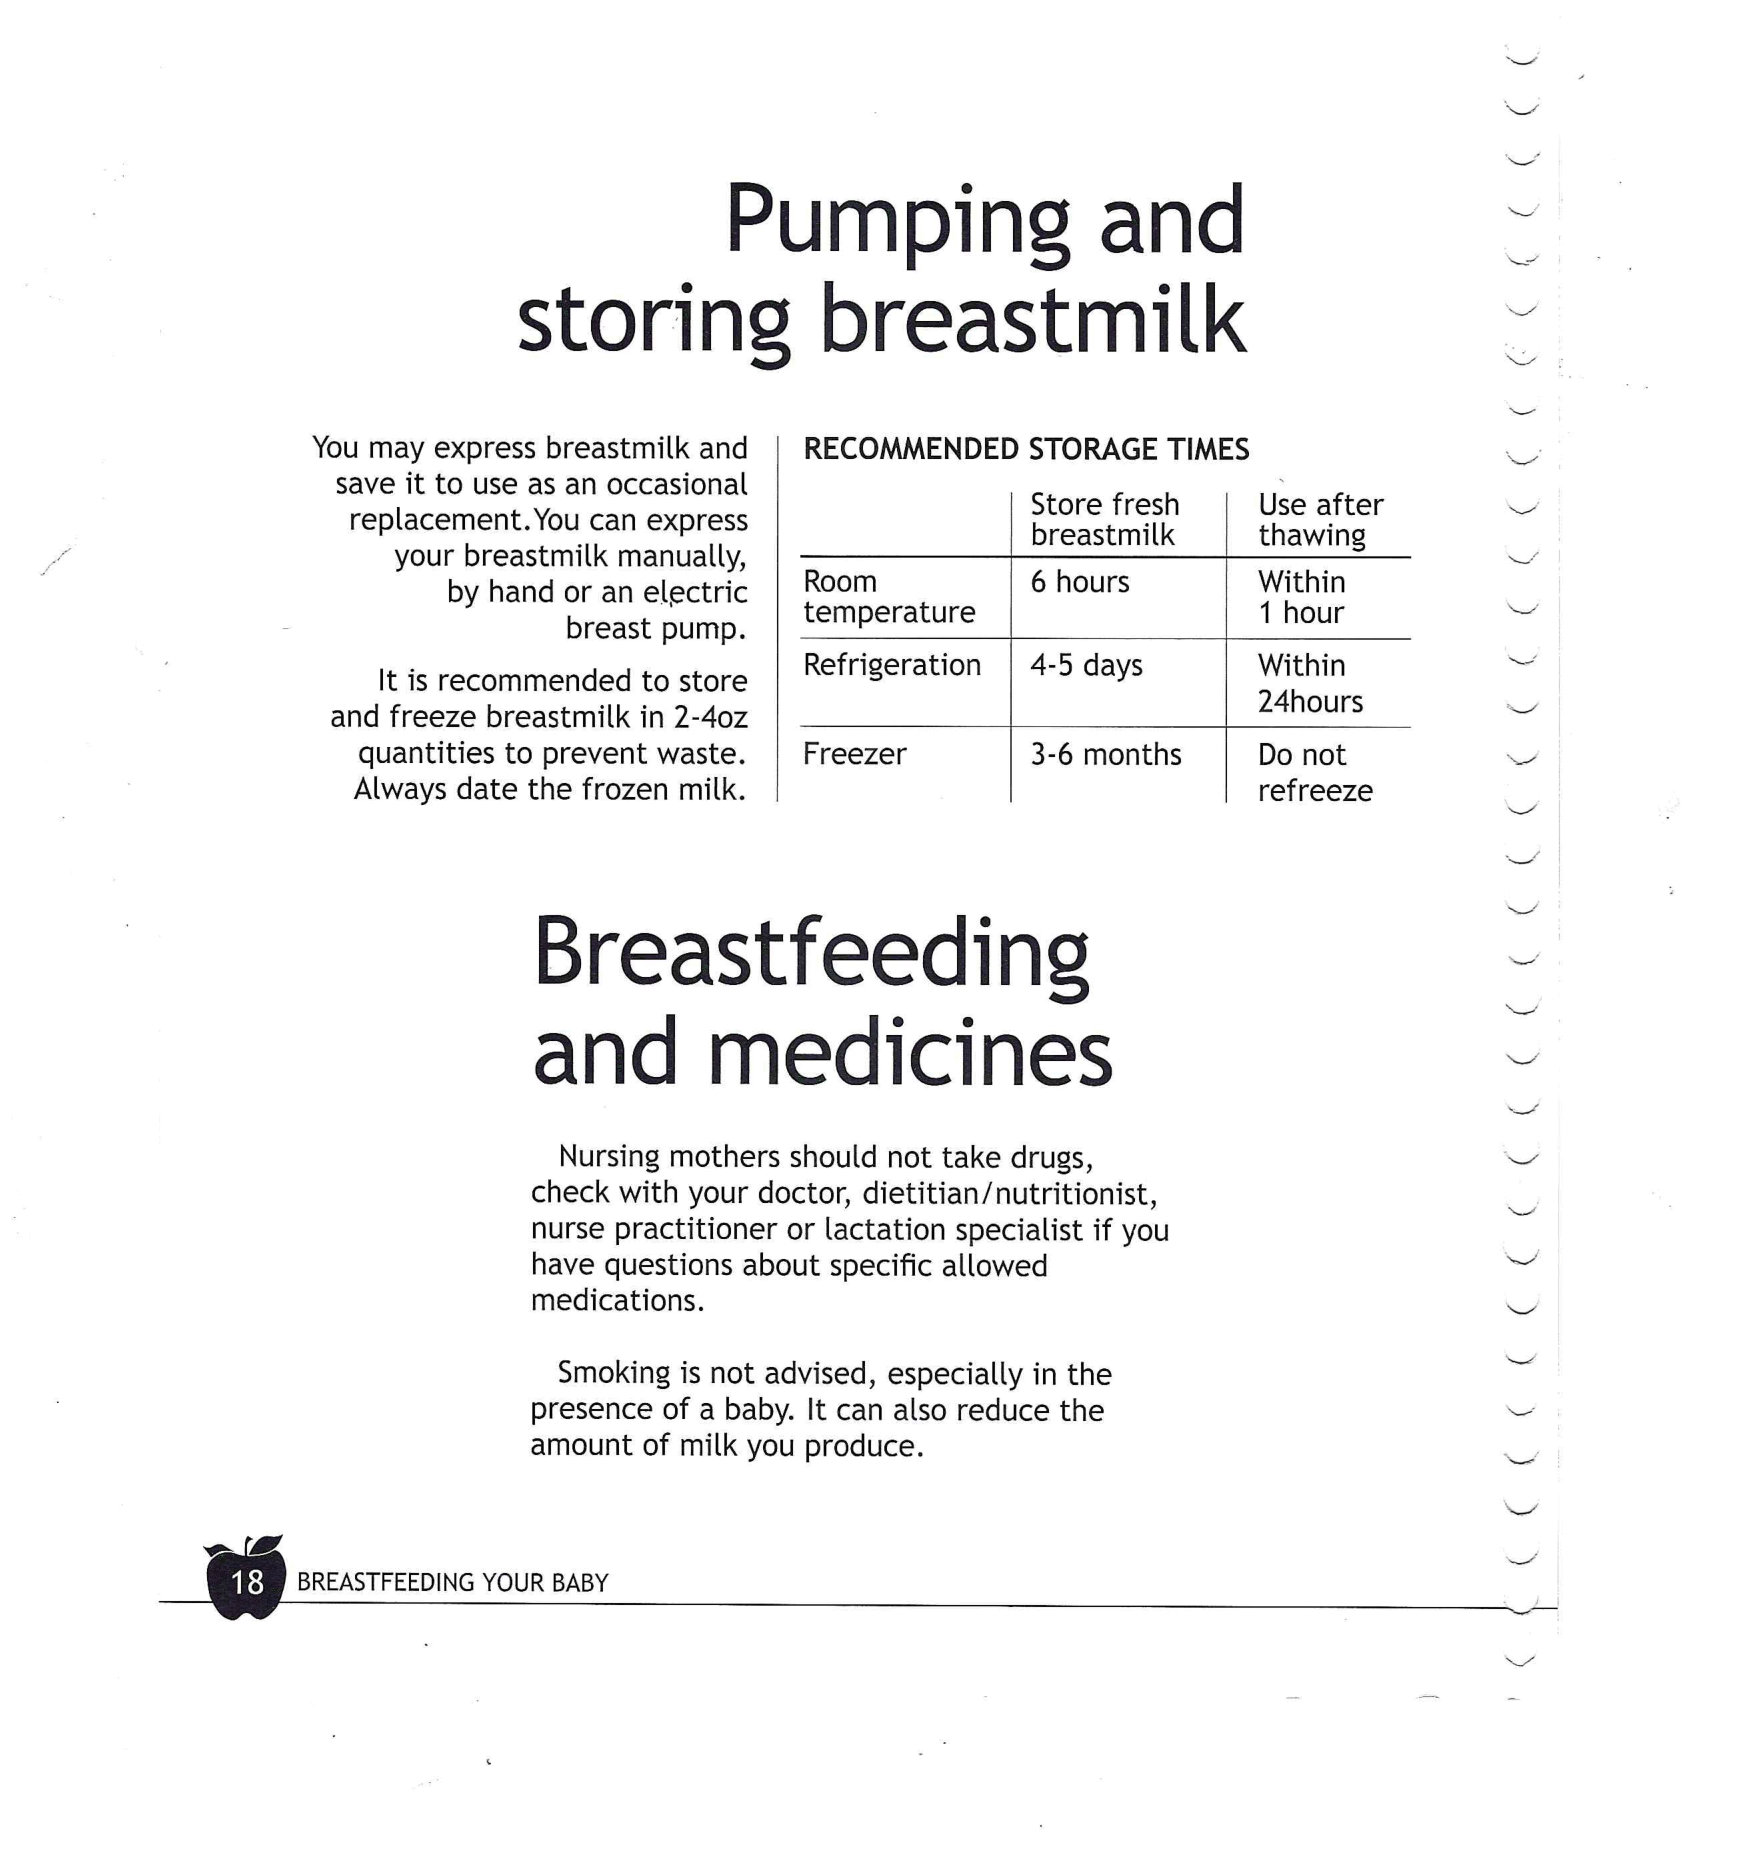 Pumping and
storing breastmilk
You may express breastmilk and
save it to use as an occasional
replacement. You can express
your breastmilk manually,
by hand or an electric
breast pump.
It is recommended to store
and freeze breastmilk in 2-4oz
quantities to prevent waste.
Always date the frozen milk.
RECOMMENDED STORAGE TIMES
Store fresh
breastmilk
Use after
thawing
Room
temperature
6 hours
Within
1 hour
Refrigeration
4-5 days
Within
24hours
Freezer
3-6 months
Do not
refreeze
Breastfeeding
and medicines
Nursing mothers should not take drugs,
check with your doctor, dietitian/nutritionist,
nurse practitioner or lactation specialist if you
have questions about specific allowed
medications.
Smoking is not advised, especially in the
presence of a baby. It can also reduce the
amount of milk you produce.
18 BREASTFEEDING YOUR BABY